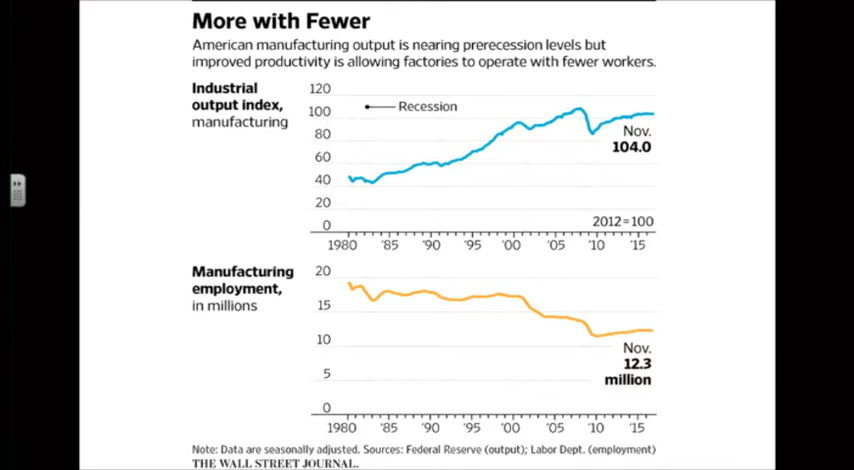 More with Fewer
American manufacturing output is nearing prerecession levels but
improved productivity is allowing factories to operate with fewer workers.
Industrial
output index,
manufacturing
120
100
80
60
40
20
0
Recession
Nov.
104.0
2012=100
1980 '85 '90 '95 '00 '05 '10 '15
Manufacturing
employment,
in millions
20
15
10
5
0
Nov.
12.3
million
1980 '85 '90 '95 '00 '05 '10 '15
Note: Data are seasonally adjusted. Sources: Federal Reserve (output); Labor Dept. (employment)
THE WALL STREET JOURNAL.